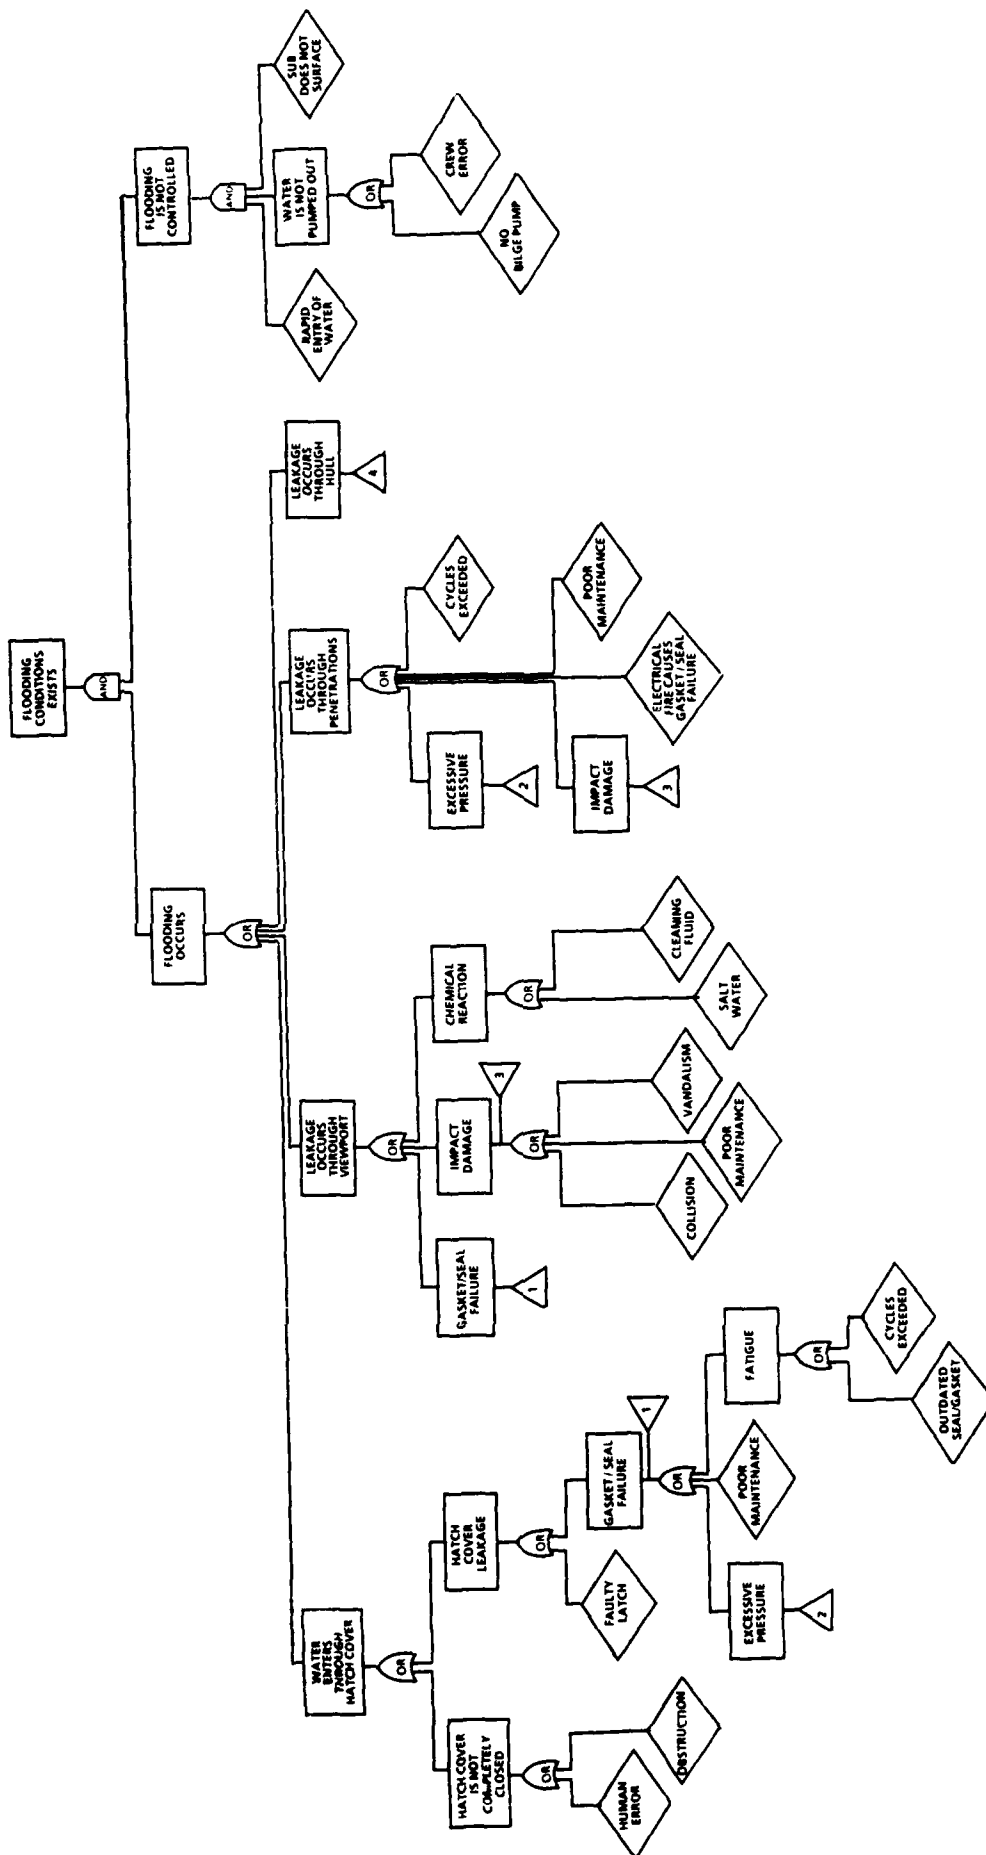 FLOODING
CONDITIONS
EXISTS
AND
FLOODING
OCCURS
OR
FLOODING
IS NOT
CONTROLLED
AND
WATER
ENTERS
THROUGH
HATCH COVER
OR
LEAKAGE
OCCURS
THROUGH
VIEWPORT
OR
LEAKAGE
OCCURS
THROUGH
PENETRATIONS
OR
LEAKAGE
OCCURS
THROUGH
HULL
4
RAPID
ENTRY OF
WATER
WATER
IS NOT
PUMPED OUT
OR
SUB
DOES NOT
SURFACE
HATCH COVER
IS NOT
COMPLETELY
CLOSED
OR
HATCH
COVER
LEAKAGE
OR
GASKET/SEAL
FAILURE
1
IMPACT
DAMAGE
3
OR
CHEMICAL
REACTION
OR
EXCESSIVE
PRESSURE
2
CYCLES
EXCEEDED
NO
BILGE PUMP
CREW
ERROR
HUMAN
ERROR
OBSTRUCTION
FAULTY
LATCH
GASKET / SEAL
FAILURE
1
OR
IMPACT
DAMAGE
3
ELECTRICAL
FIRE CAUSES
GASKET / SEAL
FAILURE
POOR
MAINTENANCE
COLLISION
POOR
MAINTENANCE
VANDALISM
SALT
WATER
CLEANING
FLUID
EXCESSIVE
PRESSURE
2
POOR
MAINTENANCE
FATIGUE
OR
OUTDATED
SEAL/GASKET
CYCLES
EXCEEDED